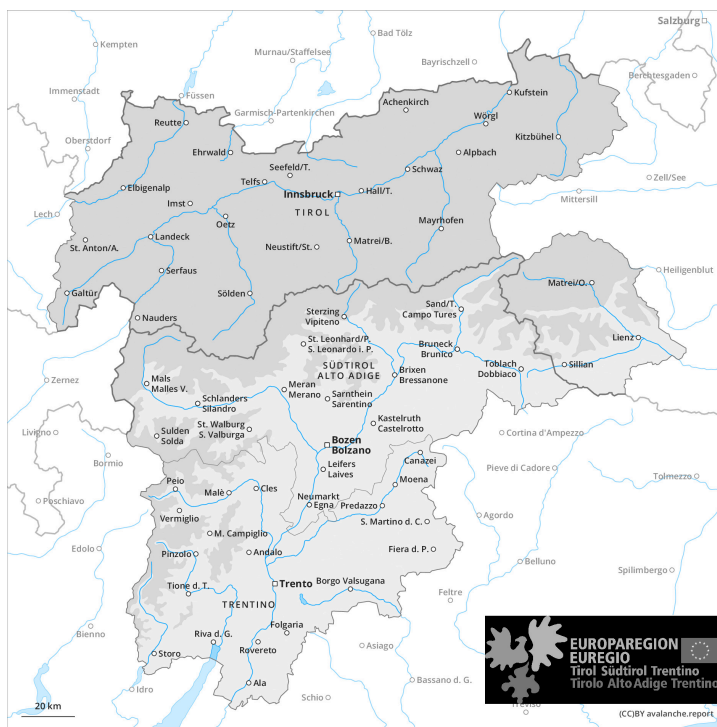 Salzburg
Kempten
Bad Tölz
Murnau/Staffelsee
Bayrischzell
Berchtesgaden
Immenstadt
Füssen
Garmisch-Partenkirchen
Achenkirch
Kufstein
Reutte
Wörgl
Oberstdorf
Kitzbühel
Ehrwald
Alpbach
Seefeld/T.
Schwaz
Telfs
Zell/See
Elbigenalp
Innsbruck
Hall/T.
Mittersill
Imst
TIROL
Lech
Oetz
Mayrhofen
Landeck
St. Anton/A.
Neustift/St.
Matrei/B.
Serfaus
Heiligenblut
Matrei/O.
Galtür
Sölden
Sand/T.
Campo Tures
Nauders
Sterzing
Vipiteno
Lienz
St. Leonhard/P.
S. Leonardo i. P.
Bruneck
Brunico
SÜDTIROL
ALTO ADIGE
Toblach
Dobbiaco
Sillian
Brixen
Bressanone
Zernez
Mals
Malles V.
Meran
Merano
Schlanders
Silandro
Sarnthein
Sarentino
St. Walburg
S. Valburga
Kastelruth
Castelrotto
Livigno
Sulden
Solda
Bozen
Bolzano
Cortina d'Ampezzo
Bormio
Canazei
Leifers
Laives
Pieve di Cadore
Peio
Moena
Tolmezzo
Malè
Cles
Neumarkt
Egna
Predazzo
Poschiavo
Vermiglio
S. Martino d. C.
Agordo
M. Campiglio
Edolo
Pinzolo
Andalo
Fiera d. P.
Belluno
Spilimbergo
Tione d. T.
Trento
Borgo Valsugana
Feltre
TRENTINO
Bienno
Folgaria
Riva d. G.
Rovereto
Asiago
Storo
EUROPAREGION
EUREGIO
Tirol Südtirol Trentino
Tirolo Alto Adige Trentino
Ala
Idro
Bassano d. G.
Schio
Treviso
20 km
(CC)BY avalanche.report